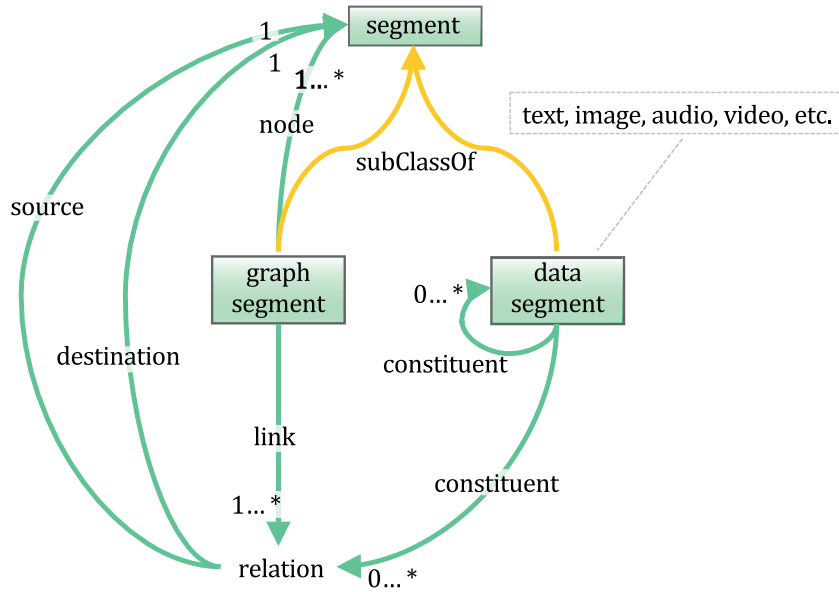 segment
1
1
1... *
node
text, image, audio, video, etc.
subClassOf
source
graph
segment
data
segment
0... *
destination
constituent
link
constituent
1... *
relation
0... *